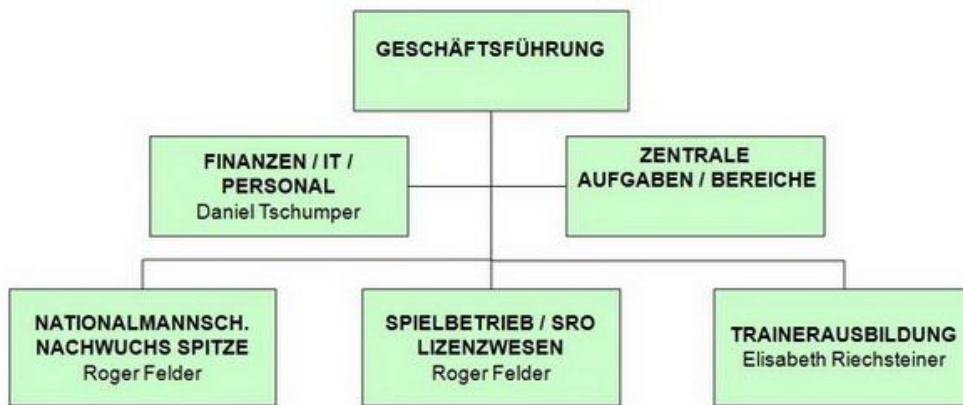 GESCHÄFTSFÜHRUNG
FINANZEN / IT /
PERSONAL
Daniel Tschumper
ZENTRALE
AUFGABEN / BEREICHE
NATIONALMANNSCH.
NACHWUCHS SPITZE
Roger Felder
SPIELBETRIEB / SRO
LIZENZWESEN
Roger Felder
TRAINERAUSBILDUNG
Elisabeth Riechsteiner